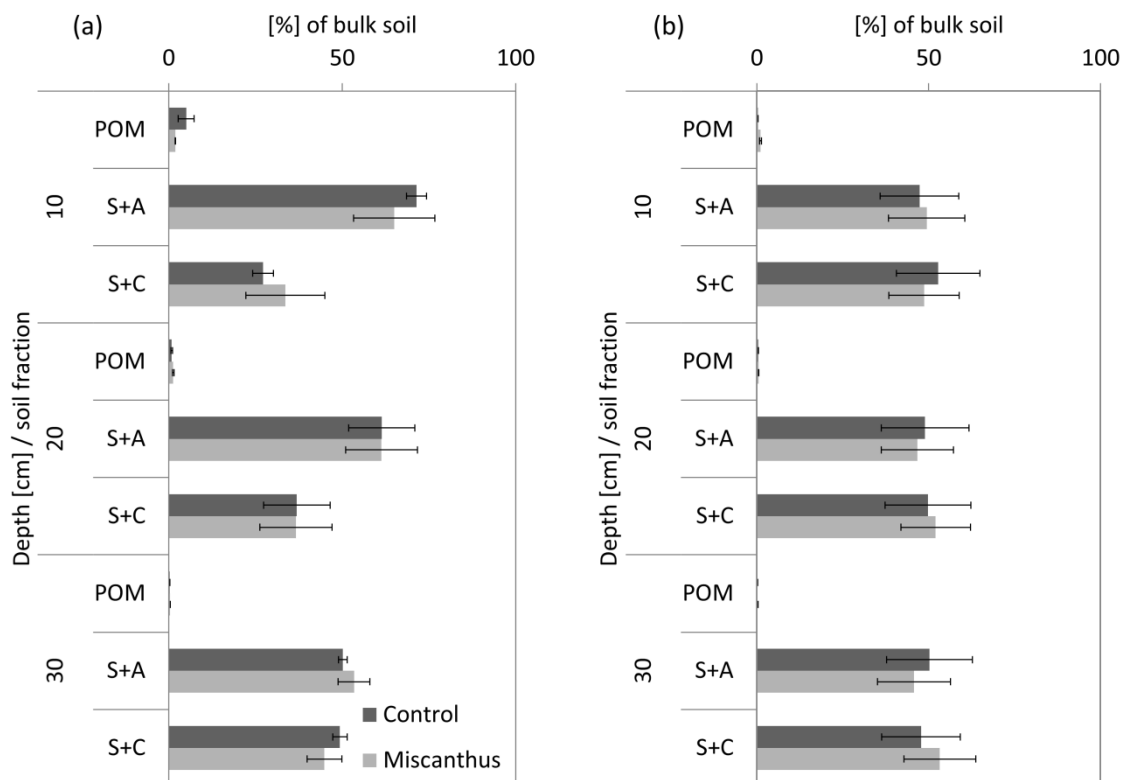 (a)
[%] of bulk soil
0 50 100
Depth [cm] / soil fraction
10
POM
S+A
S+C
20
POM
S+A
S+C
30
POM
S+A
S+C
Control
Miscanthus
(b)
[%] of bulk soil
0 50 100
Depth [cm] / soil fraction
10
POM
S+A
S+C
20
POM
S+A
S+C
30
POM
S+A
S+C